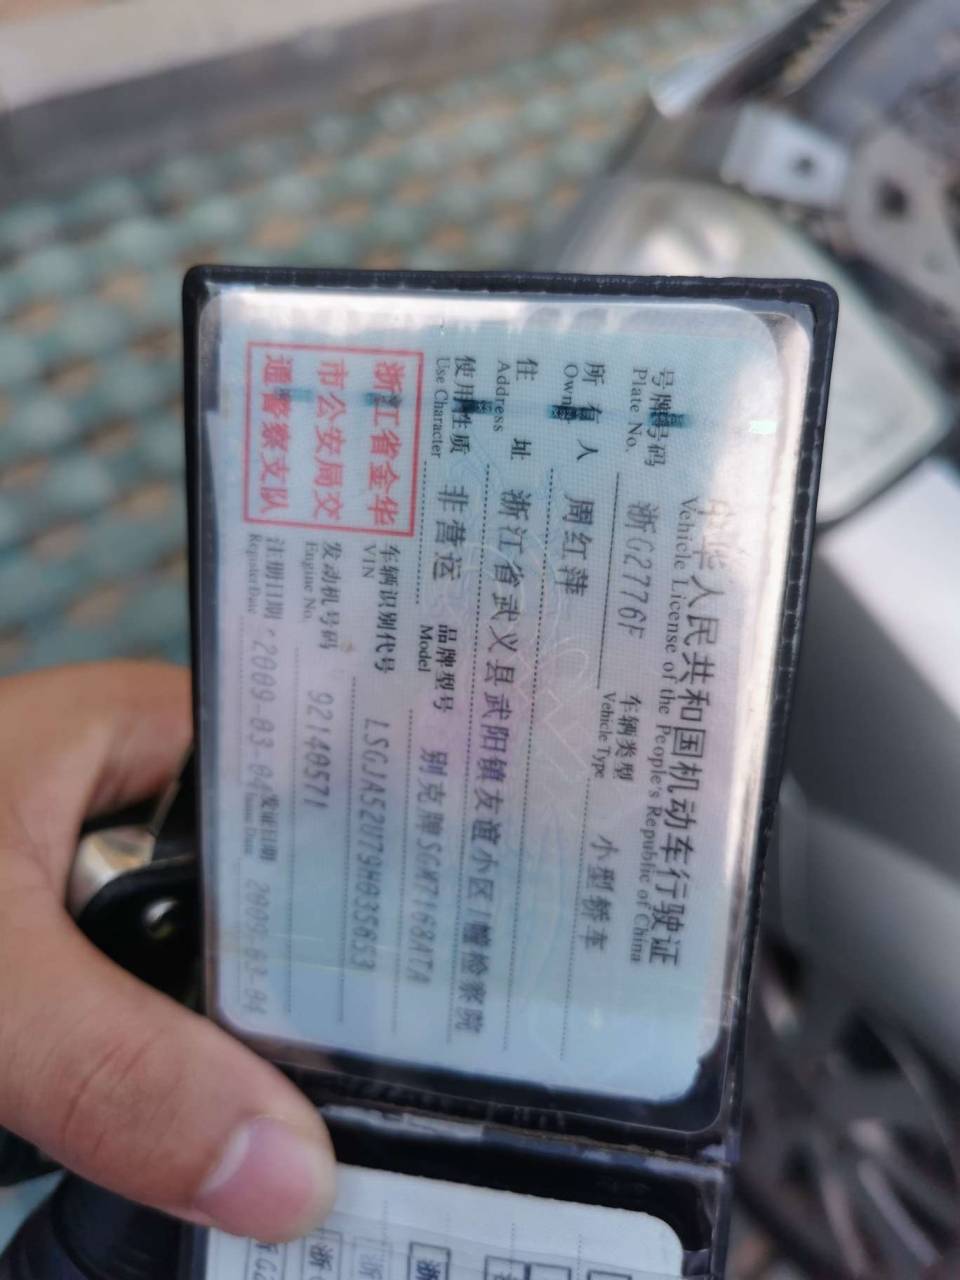 中华人民共和国机动车行驶证
Vehicle License of the People's Republic of China
号牌号码 浙G2776F 车辆类型 小型轿车
Plate No. Vehicle Type
所有人 周红萍
Owner
住址 浙江省武义县武阳镇友谊小区1幢检察院
Address
使用性质 非营运 品牌型号 别克牌SGM7168ATA
Use Character Model
浙江省金华
市公安局交
通警察支队
车辆识别代号 LSGJA52U79H035653
VIN
发动机号码 92140571
Engine No.
注册日期 2009-03-04 发证日期 2009-03-04
Register Date Issue Date